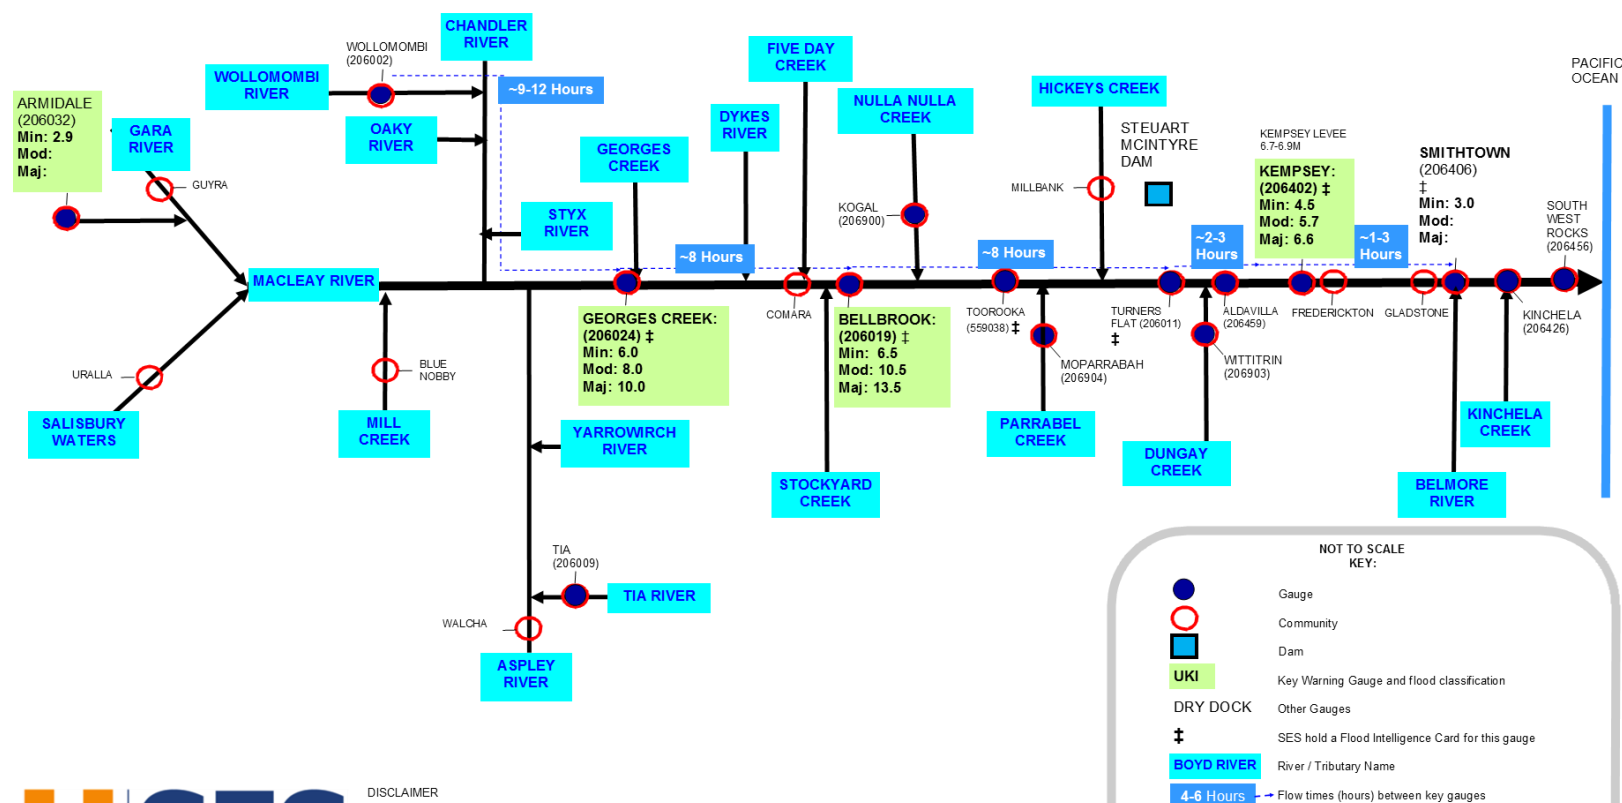 CHANDLER
RIVER
WOLLOMOMBI
(206002)
WOLLOMOMBI
RIVER
~9-12 Hours
FIVE DAY
CREEK
PACIFIC
OCEAN
ARMIDALE
(206032)
Min: 2.9
Mod:
Maj:
GARA
RIVER
OAKY
RIVER
GEORGES
CREEK
DYKES
RIVER
NULLA NULLA
CREEK
HICKEYS CREEK
STEUART
MCINTYRE
DAM
KEMPSEY LEVEE
6.7-6.9M
KEMPSEY:
(206402) ‡
Min: 4.5
Mod: 5.7
Maj: 6.6
SMITHTOWN
(206406)
‡
Min: 3.0
Mod:
Maj:
GUYRA
MILLBANK
KOGAL
(206900)
STYX
RIVER
SOUTH
WEST
ROCKS
(206456)
~8 Hours
~8 Hours
~2-3
Hours
~1-3
Hours
MACLEAY RIVER
GEORGES CREEK:
(206024) ‡
Min: 6.0
Mod: 8.0
Maj: 10.0
COMARA
BELLBROOK:
(206019) ‡
Min: 6.5
Mod: 10.5
Maj: 13.5
TOOROOKA
(559038) ‡
TURNERS
FLAT (206011)
‡
ALDAVILLA
(206459)
FREDERICKTON
GLADSTONE
KINCHELA
(206426)
URALLA
BLUE
NOBBY
MOPARRABAH
(206904)
WITTITRIN
(206903)
SALISBURY
WATERS
MILL
CREEK
YARROWIRCH
RIVER
STOCKYARD
CREEK
PARRABEL
CREEK
DUNGAY
CREEK
BELMORE
RIVER
KINCHELA
CREEK
TIA
(206009)
TIA RIVER
WALCHA
ASPLEY
RIVER
NOT TO SCALE
KEY:
Gauge
Community
Dam
UKI Key Warning Gauge and flood classification
DRY DOCK Other Gauges
‡ SES hold a Flood Intelligence Card for this gauge
BOYD RIVER River / Tributary Name
4-6 Hours Flow times (hours) between key gauges
DISCLAIMER